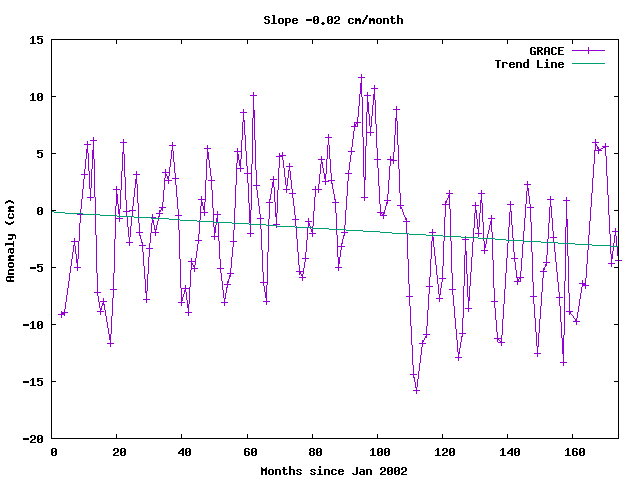 Slope -0.02 cm/month
GRACE
Trend Line
15
10
5
0
-5
-10
-15
-20
Anomaly (cm)
0 20 40 60 80 100 120 140 160
Months since Jan 2002